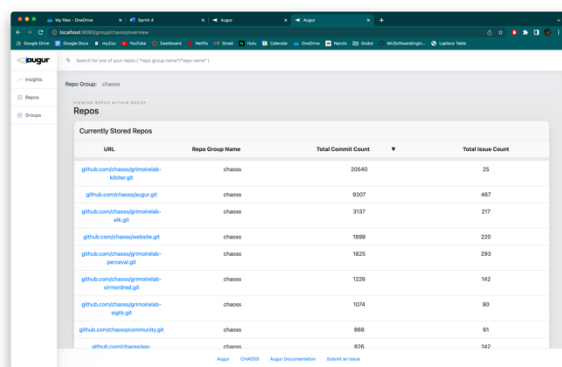 My files - OneDrive
Sprint 4
Augur
Augur
localhost:8080/group/chaoss/overview
Google Drive
Google Docs
myZou
YouTube
Dashboard
Netflix
Gmail
Hulu
Calendar
OneDrive
Naruto
Gydot
McSoftwareEngin...
Laplace Table
augur
Search for one of your repos ( "repo group name"/"repo name" )
Insights
Repos
Groups
Repo Group: chaoss
VIEWING REPOS WITHIN GROUP
Repos
Currently Stored Repos
URL Repo Group Name Total Commit Count ▼ Total Issue Count
github.com/chaoss/grimoirelab-
kibiter.git chaoss 20540 25
github.com/chaoss/augur.git chaoss 9307 467
github.com/chaoss/grimoirelab-
elk.git chaoss 3137 217
github.com/chaoss/website.git chaoss 1898 220
github.com/chaoss/grimoirelab-
perceval.git chaoss 1825 293
github.com/chaoss/grimoirelab-
sirmordred.git chaoss 1226 142
github.com/chaoss/grimoirelab-
sigils.git chaoss 1074 80
github.com/chaoss/community.git chaoss 868 61
github.com/chaoss/wg- chaoss 826 142
Augur CHAOSS Augur Documentation Submit an issue